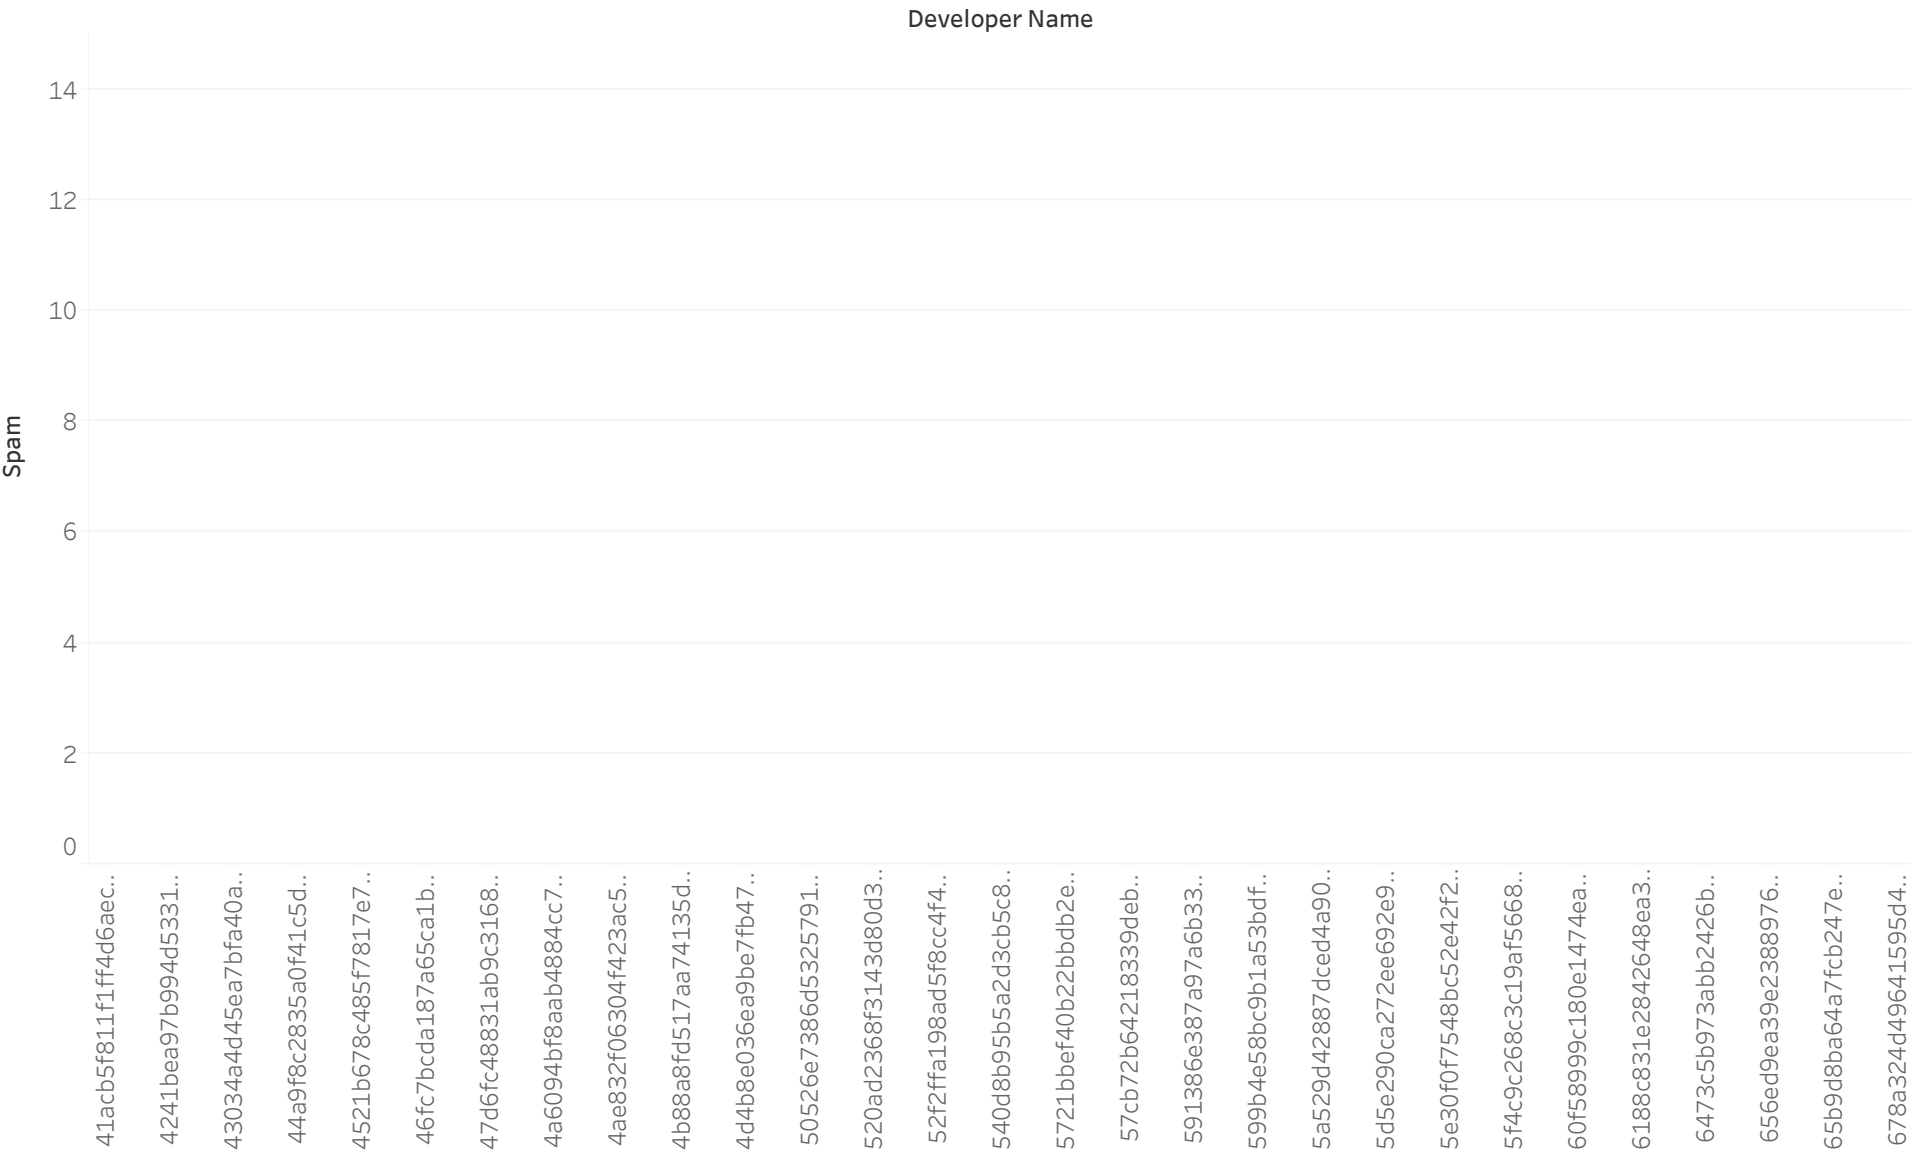 Developer Name
14
12
10
8
6
4
2
0
Spam
41acb5f811f1ff4d6aec..
4241bea97b994d5331..
43034a4d45ea7bfa40a..
44a9f8c2835a0f41c5d..
4521b678c485f7817e7..
46fc7bcda187a65ca1b..
47d6fc48831ab9c3168..
4a6094bf8aab4884cc7..
4ae832f06304f423ac5..
4b88a8fd517aa74135d..
4d4b8e036ea9be7fb47..
50526e7386d5325791..
520ad2368f3143d80d3..
52f2ffa198ad5f8cc4f4..
540d8b95b5a2d3cb5c8..
5721bbef40b22bbdb2e..
57cb72b64218339deb..
591386e387a97a6b33..
599b4e58bc9b1a53bdf..
5a529d42887dced4a90..
5d5e290ca272ee692e9..
5e30f0f7548bc52e42f2..
5f4c9c268c3c19af5668..
60f58999c180e1474ea..
6188c831e2842648ea3..
6473c5b973abb2426b..
656ed9ea39e2388976..
65b9d8ba64a7fcb247e..
678a324d4964159​5d4..